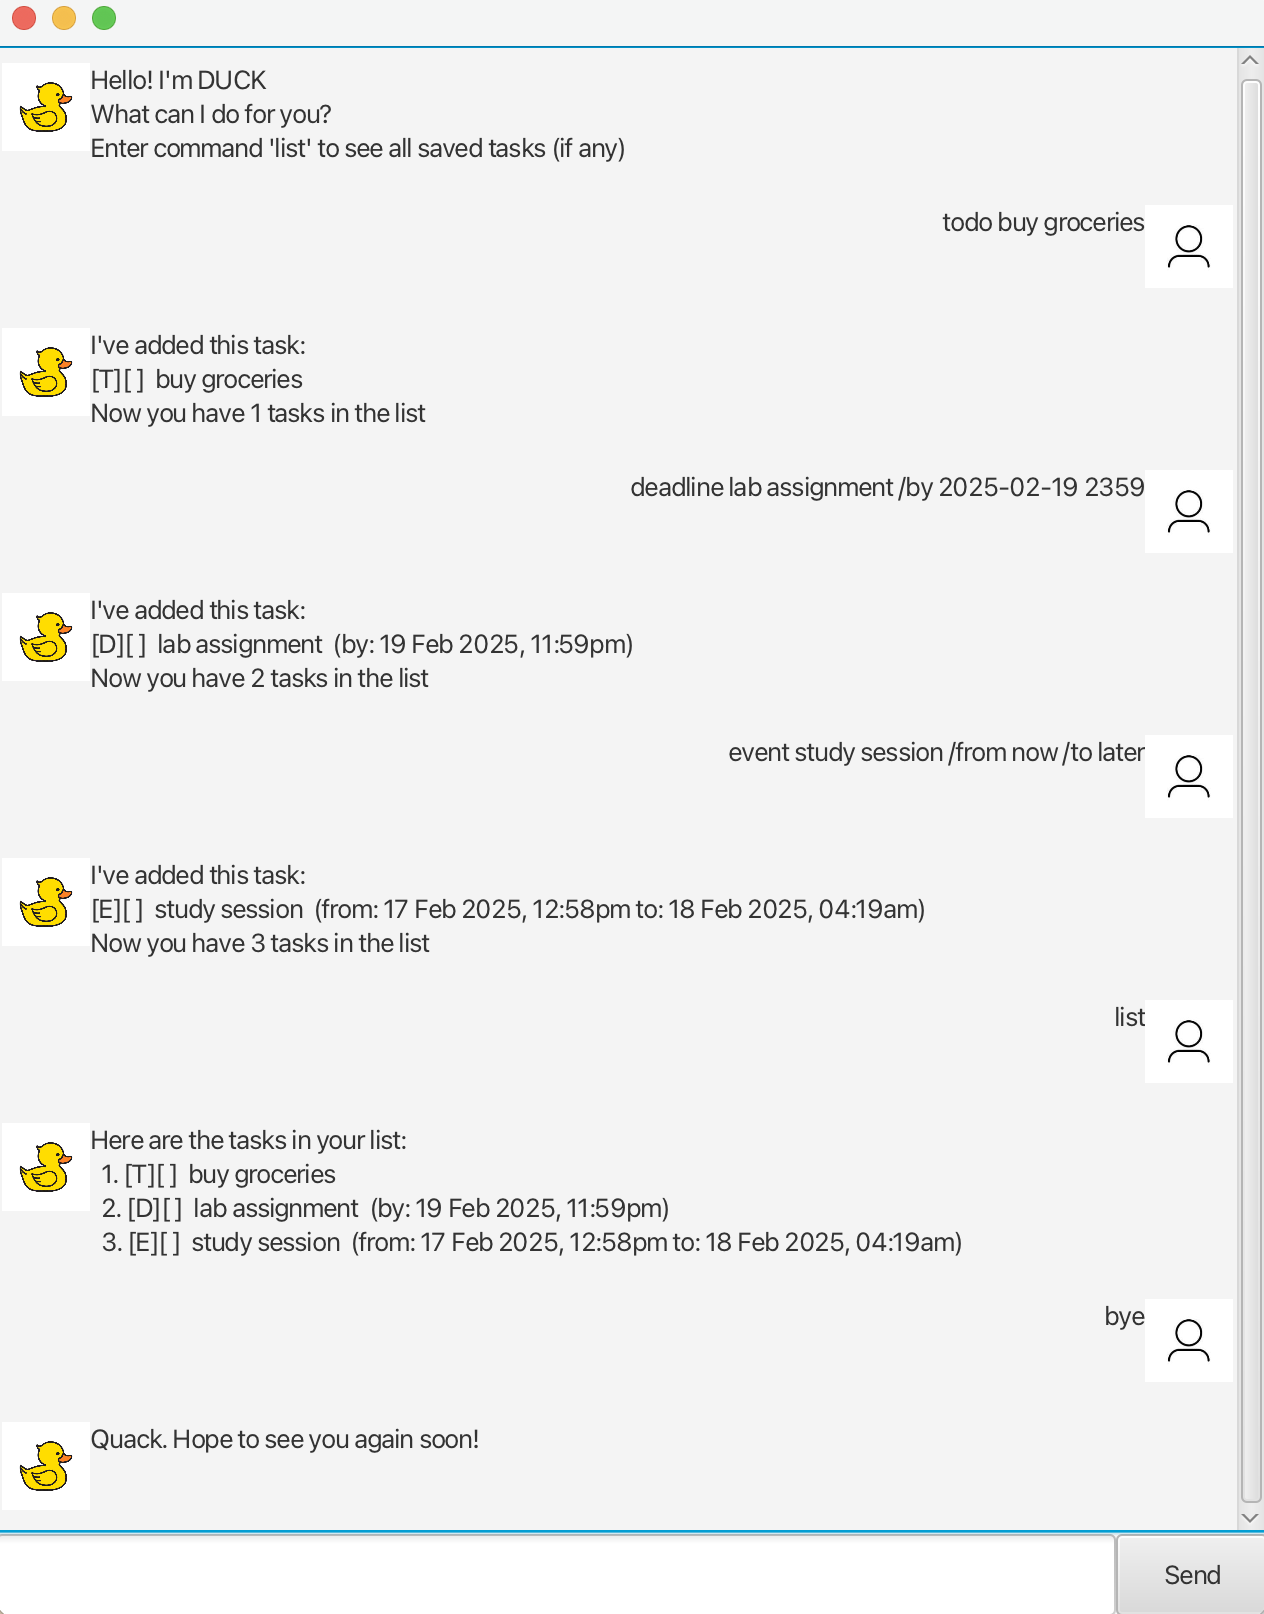 Hello! I'm DUCK
What can I do for you?
Enter command 'list' to see all saved tasks (if any)
todo buy groceries
I've added this task:
[T][ ] buy groceries
Now you have 1 tasks in the list
deadline lab assignment /by 2025-02-19 2359
I've added this task:
[D][ ] lab assignment (by: 19 Feb 2025, 11:59pm)
Now you have 2 tasks in the list
event study session /from now /to later
I've added this task:
[E][ ] study session (from: 17 Feb 2025, 12:58pm to: 18 Feb 2025, 04:19am)
Now you have 3 tasks in the list
list
Here are the tasks in your list:
1. [T][ ] buy groceries
2. [D][ ] lab assignment (by: 19 Feb 2025, 11:59pm)
3. [E][ ] study session (from: 17 Feb 2025, 12:58pm to: 18 Feb 2025, 04:19am)
bye
Quack. Hope to see you again soon!
Send